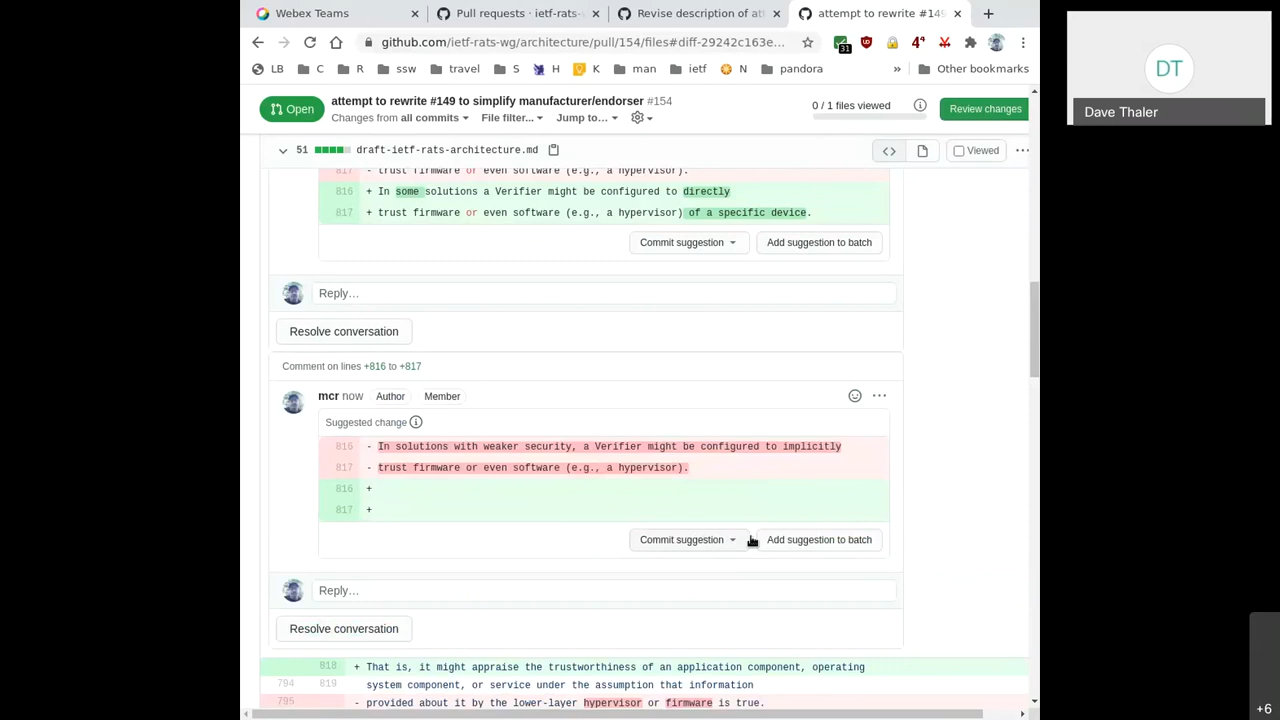 Webex Teams
Pull requests · ietf-rats-
Revise description of att
attempt to rewrite #149
github.com/ietf-rats-wg/architecture/pull/154/files#diff-29242c163e...
31
4
LB
C
R
ssw
travel
S
H
K
man
ietf
N
pandora
»
Other bookmarks
Open
attempt to rewrite #149 to simplify manufacturer/endorser #154
Changes from all commits
File filter...
Jump to...
0 / 1 files viewed
Review changes
51
draft-ietf-rats-architecture.md
Viewed
817 - trust firmware or even software (e.g., a hypervisor).
816 + In some solutions a Verifier might be configured to directly
817 + trust firmware or even software (e.g., a hypervisor) of a specific device.
Commit suggestion
Add suggestion to batch
Reply...
Resolve conversation
Comment on lines +816 to +817
mcr now Author Member
Suggested change
816 - In solutions with weaker security, a Verifier might be configured to implicitly
817 - trust firmware or even software (e.g., a hypervisor).
816 +
817 +
Commit suggestion
Add suggestion to batch
Reply...
Resolve conversation
818 + That is, it might appraise the trustworthiness of an application component, operating
794 819 system component, or service under the assumption that information
795 - provided about it by the lower-layer hypervisor or firmware is true.
DT
Dave Thaler
+6